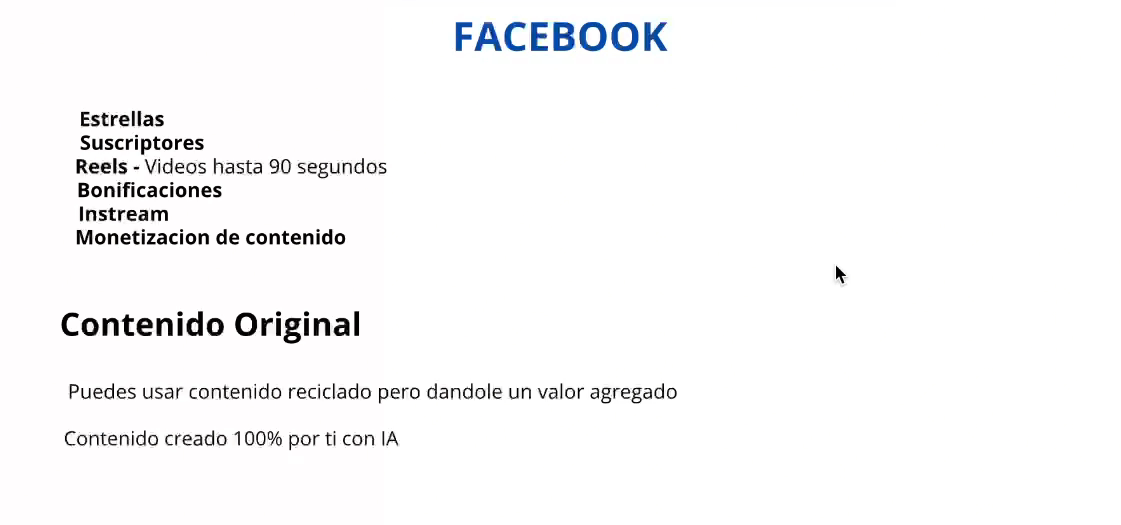 FACEBOOK
Estrellas
Suscriptores
Reels - Videos hasta 90 segundos
Bonificaciones
Instream
Monetizacion de contenido
Contenido Original
Puedes usar contenido reciclado pero dandole un valor agregado
Contenido creado 100% por ti con IA